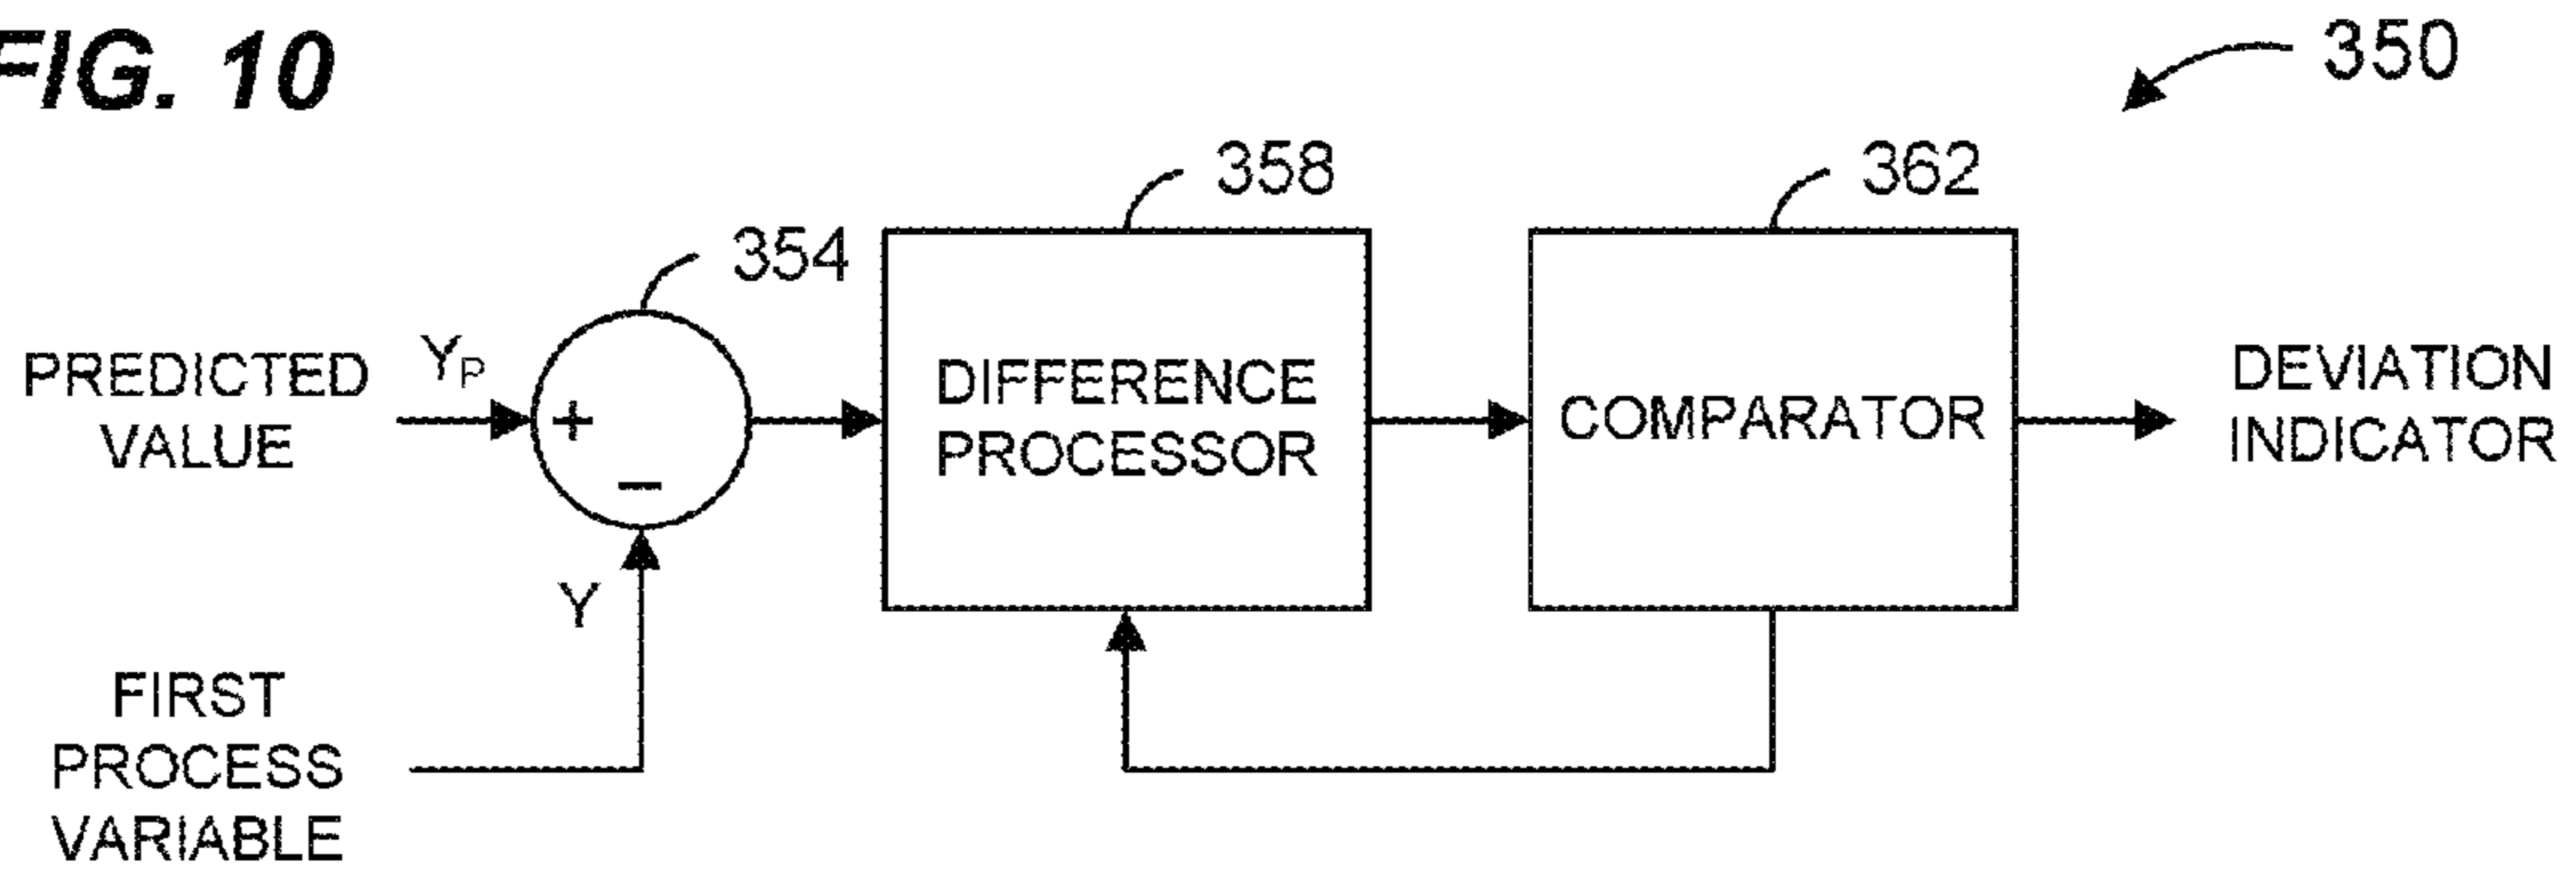 FIG. 10
350
358
362
354
PREDICTED
VALUE
YP
+
−
Y
DIFFERENCE
PROCESSOR
COMPARATOR
DEVIATION
INDICATOR
FIRST
PROCESS
VARIABLE